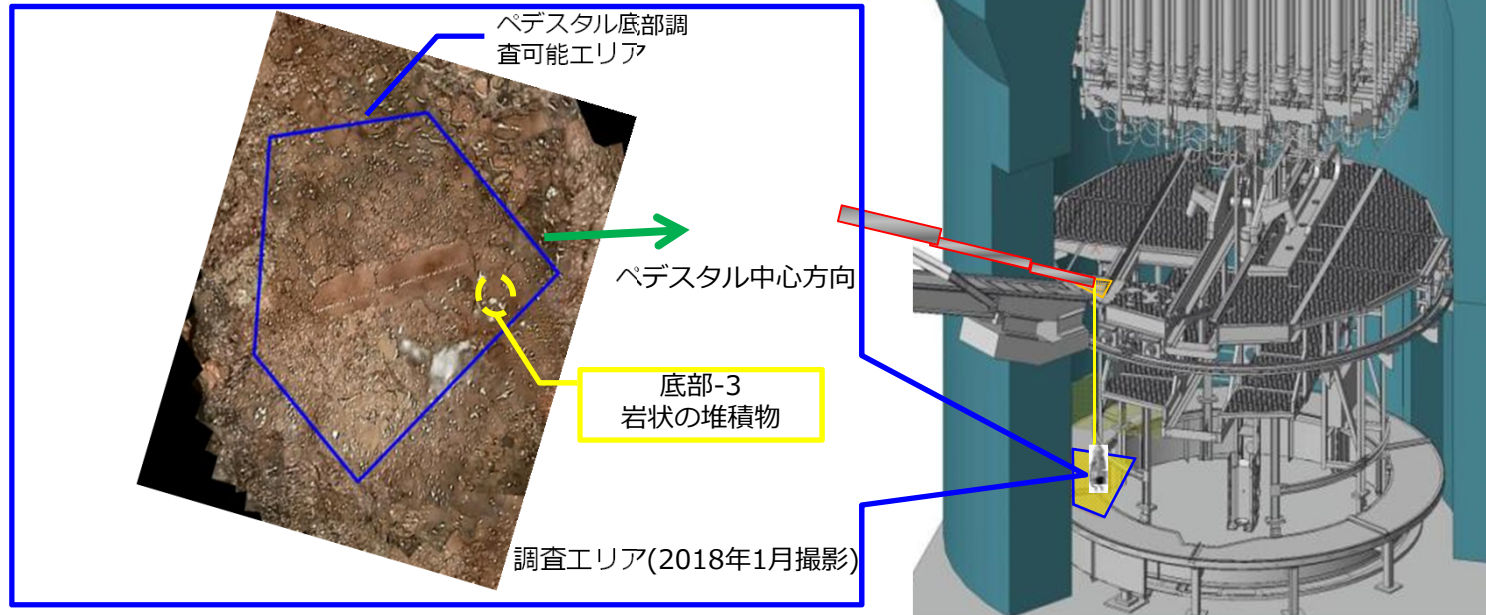 ペデスタル底部調
査可能エリア
ペデスタル中心方向
底部-3
岩状の堆積物
調査エリア(2018年1月撮影)